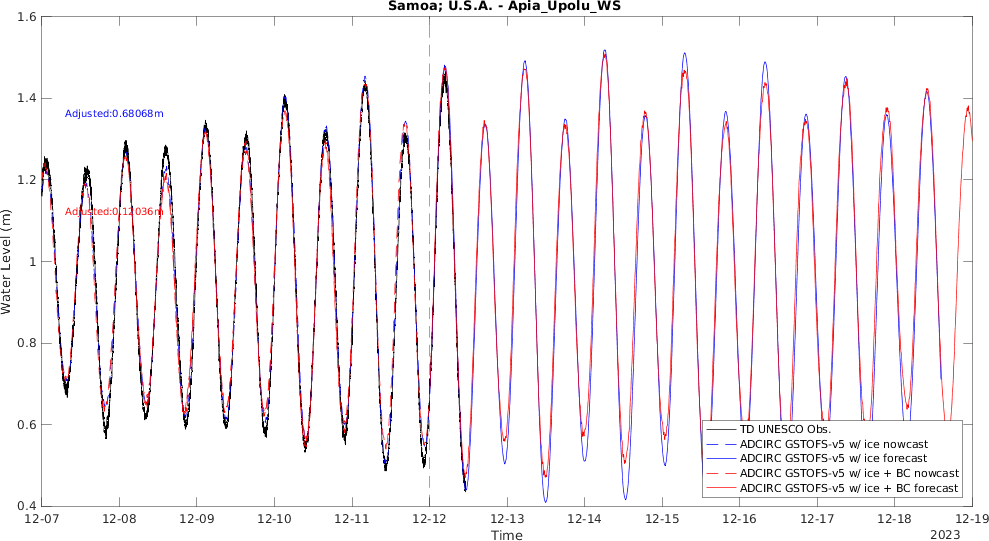 Samoa; U.S.A. - Apia_Upolu_WS
Water Level (m)
1.6
1.4
1.2
1
0.8
0.6
0.4
Adjusted:0.68068m
Adjusted:0.12036m
TD UNESCO Obs.
ADCIRC GSTOFS-v5 w/ ice nowcast
ADCIRC GSTOFS-v5 w/ ice forecast
ADCIRC GSTOFS-v5 w/ ice + BC nowcast
ADCIRC GSTOFS-v5 w/ ice + BC forecast
12-07 12-08 12-09 12-10 12-11 12-12 12-13 12-14 12-15 12-16 12-17 12-18 12-19
Time
2023